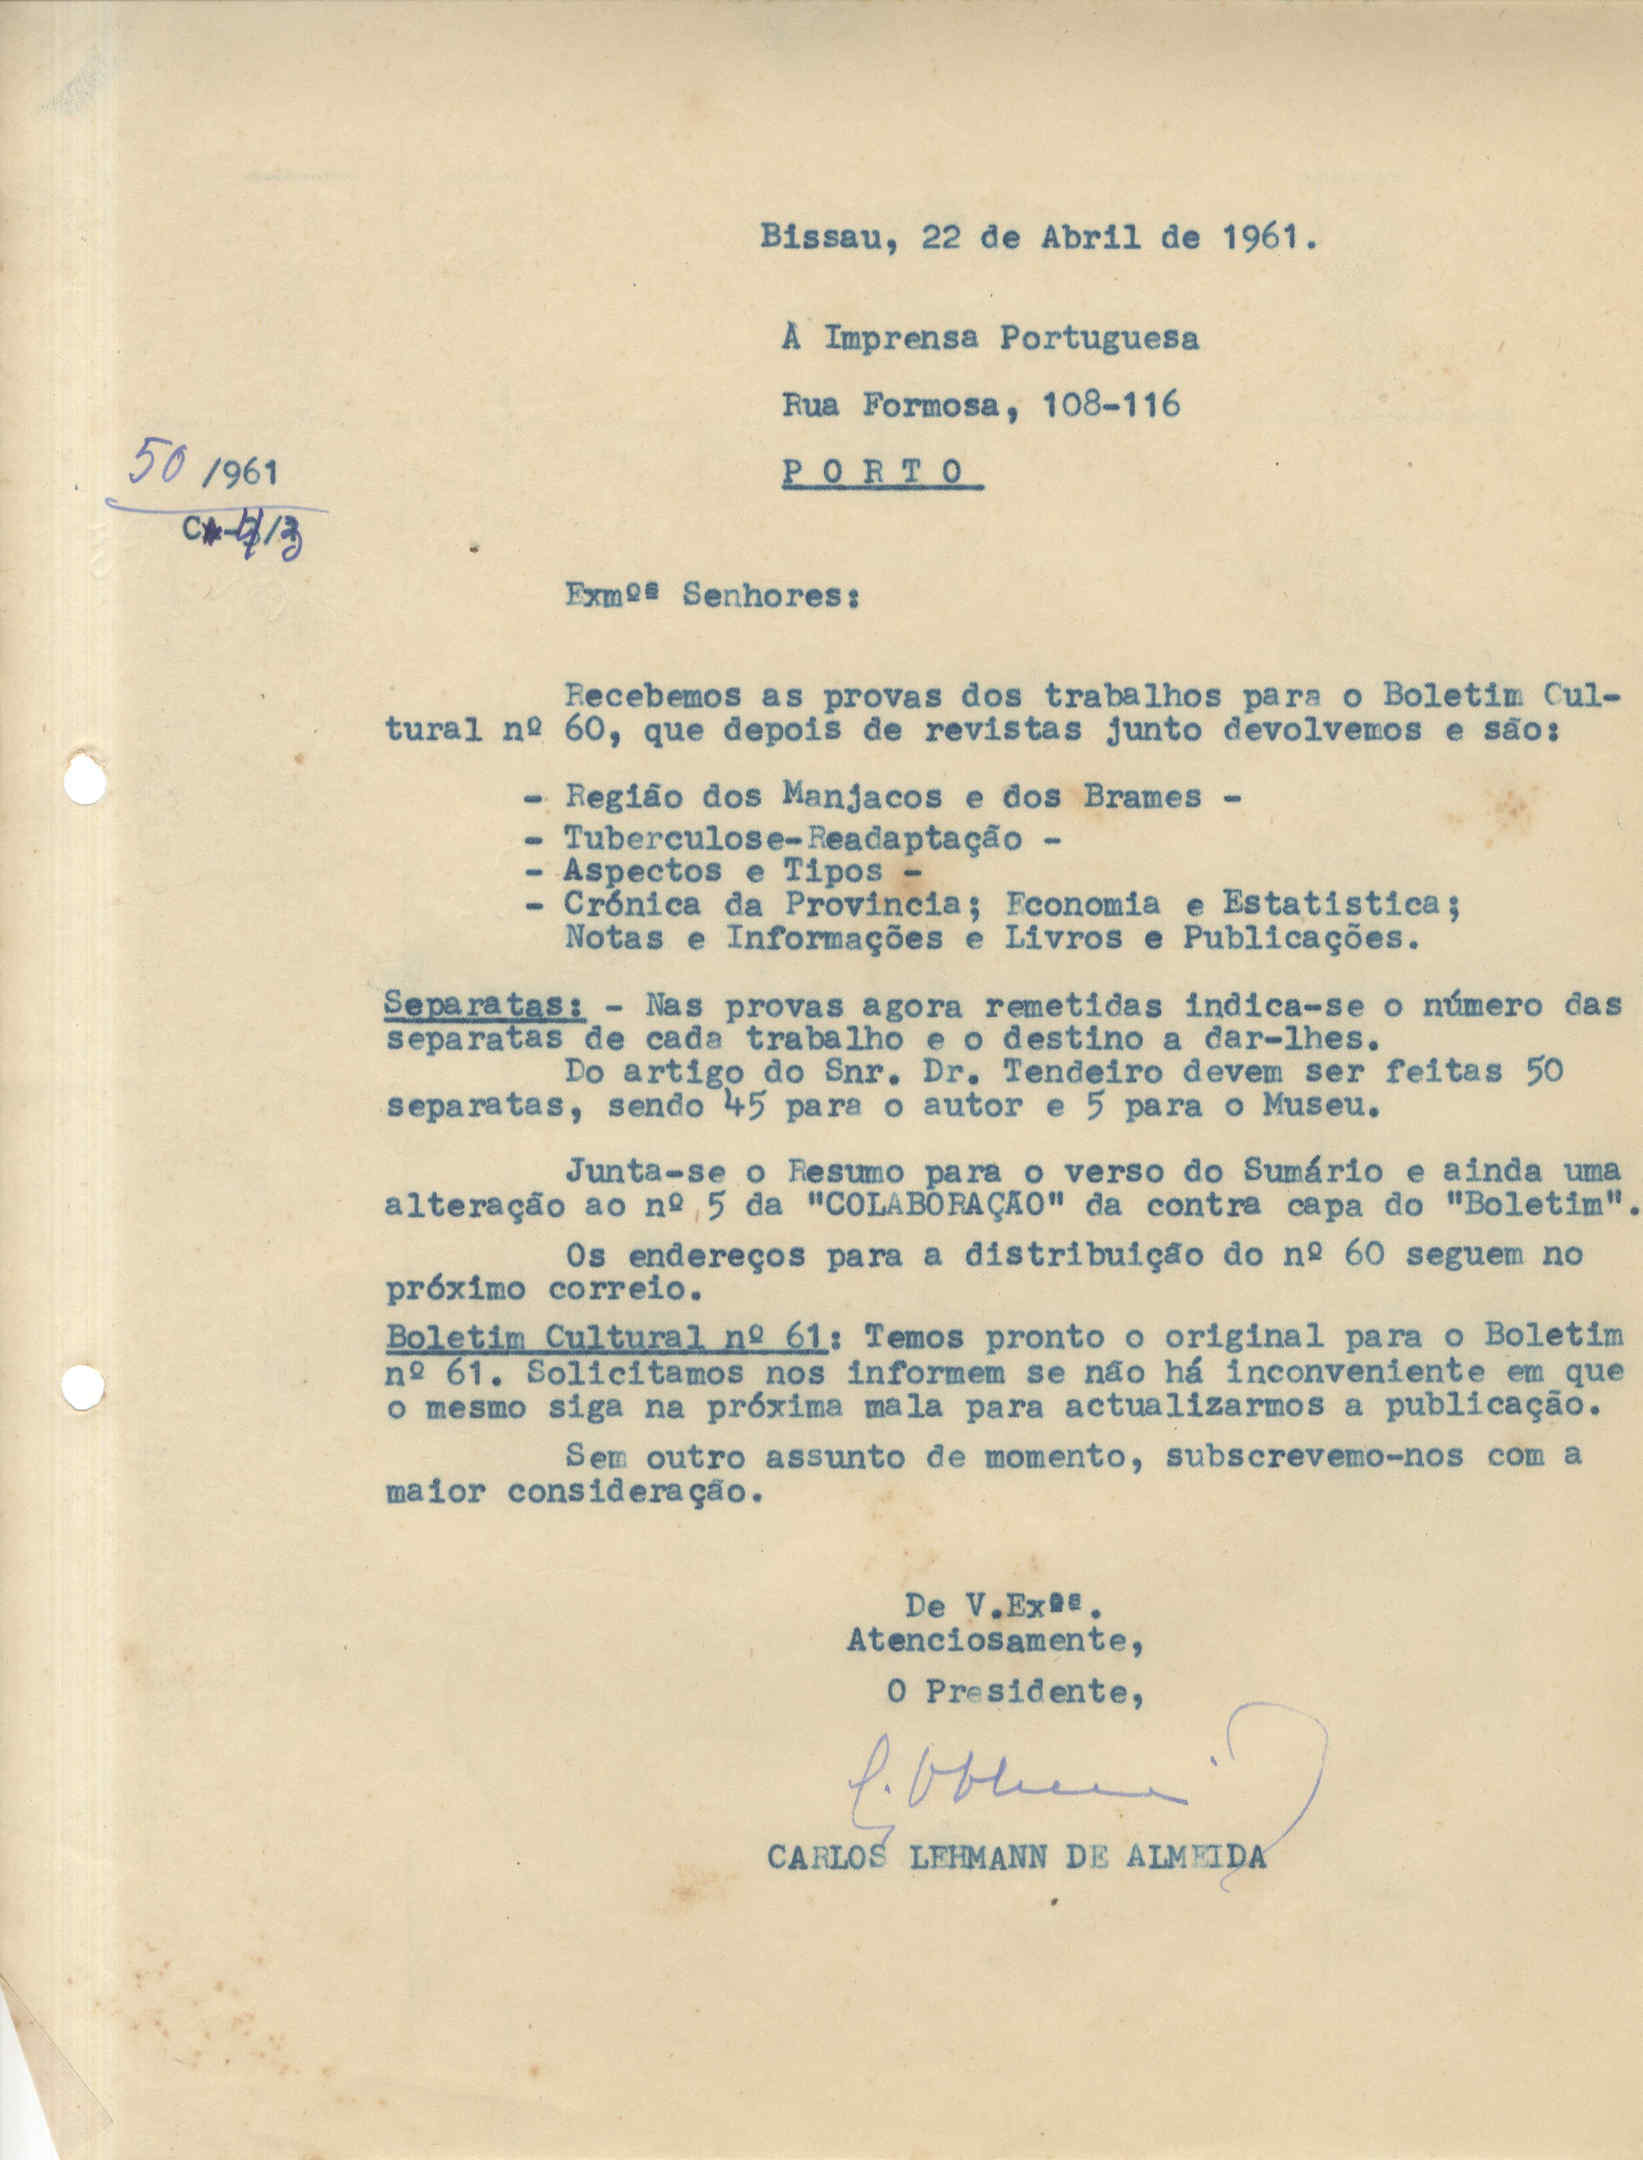 Bissau, 22 de Abril de 1961.
À Imprensa Portuguesa
Rua Formosa, 108-116
P O R T O
50 /961
Exmºˢ Senhores:
Recebemos as provas dos trabalhos para o Boletim Cul-
tural nº 60, que depois de revistas junto devolvemos e são:
- Região dos Manjacos e dos Brames -
- Tuberculose-Readaptação -
- Aspectos e Tipos -
- Crónica da Provincia; Economia e Estatistica;
Notas e Informações e Livros e Publicações.
Separatas: - Nas provas agora remetidas indica-se o número das
separatas de cada trabalho e o destino a dar-lhes.
Do artigo do Snr. Dr. Tendeiro devem ser feitas 50
separatas, sendo 45 para o autor e 5 para o Museu.
Junta-se o Resumo para o verso do Sumário e ainda uma
alteração ao nº 5 da "COLABORAÇÃO" da contra capa do "Boletim".
Os endereços para a distribuição do nº 60 seguem no
próximo correio.
Boletim Cultural nº 61: Temos pronto o original para o Boletim
nº 61. Solicitamos nos informem se não há inconveniente em que
o mesmo siga na próxima mala para actualizarmos a publicação.
Sem outro assunto de momento, subscrevemo-nos com a
maior consideração.
De V.Exªˢ.
Atenciosamente,
O Presidente,
CARLOS LEHMANN DE ALMEIDA